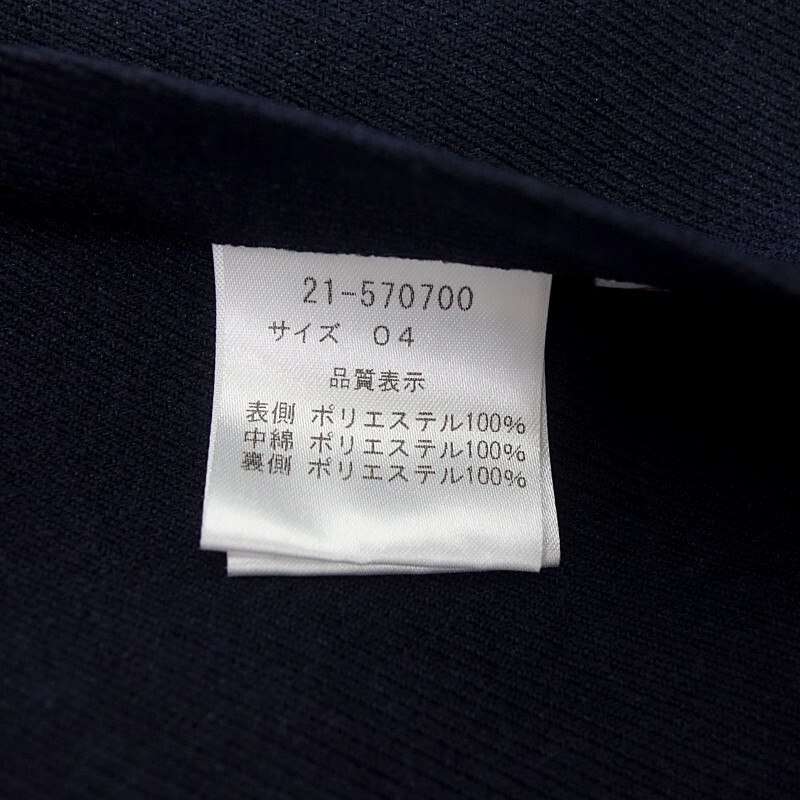 21-570700
サイズ 04
品質表示
表側 ポリエステル100%
中綿 ポリエステル100%
裏側 ポリエステル100%